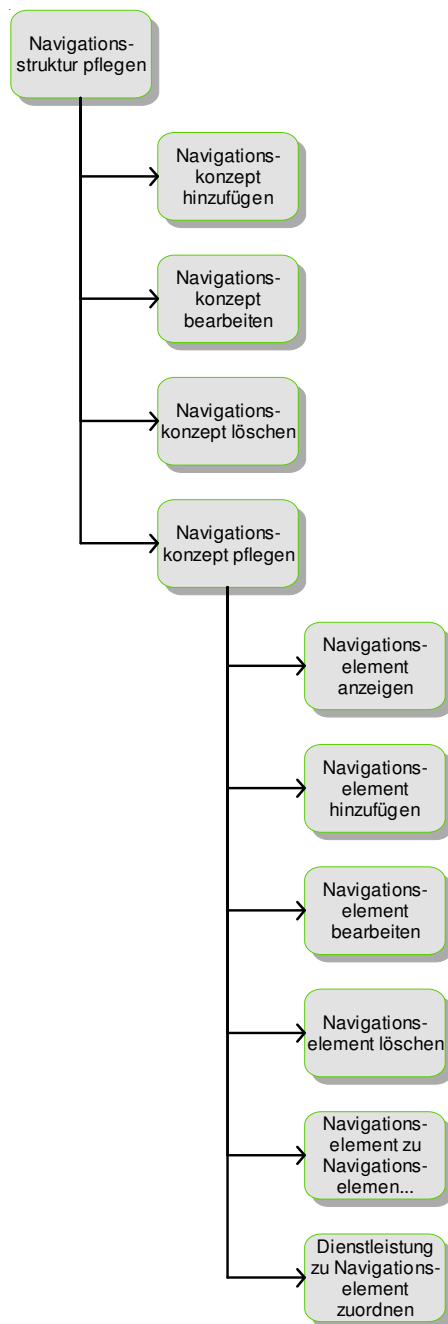 Navigations-
struktur pflegen
Navigations-
konzept
hinzufügen
Navigations-
konzept
bearbeiten
Navigations-
konzept löschen
Navigations-
konzept pflegen
Navigations-
element
anzeigen
Navigations-
element
hinzufügen
Navigations-
element
bearbeiten
Navigations-
element löschen
Navigations-
element zu
Navigations-
elemen...
Dienstleistung
zu Navigations-
element
zuordnen